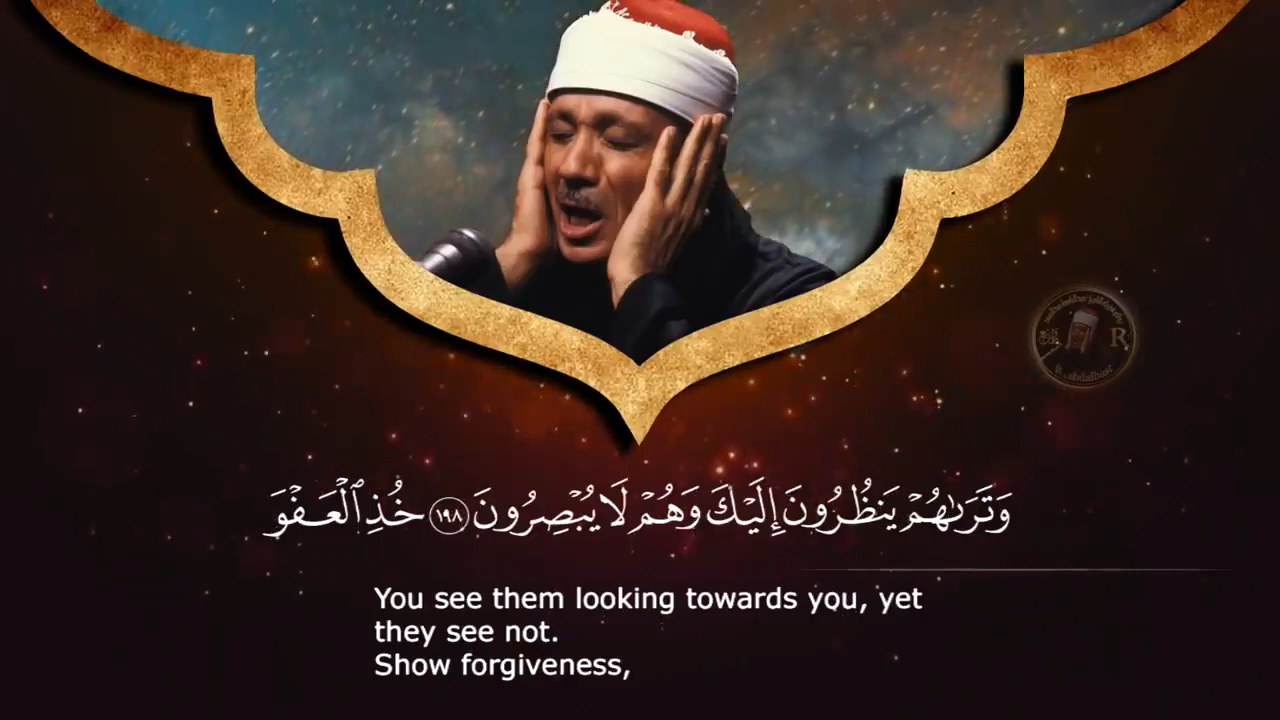 وَتَرَىٰهُمْ يَنظُرُونَ إِلَيْكَ وَهُمْ لَا يُبْصِرُونَ ١٩٨ خُذِ ٱلْعَفْوَ
You see them looking towards you, yet
they see not.
Show forgiveness,
R